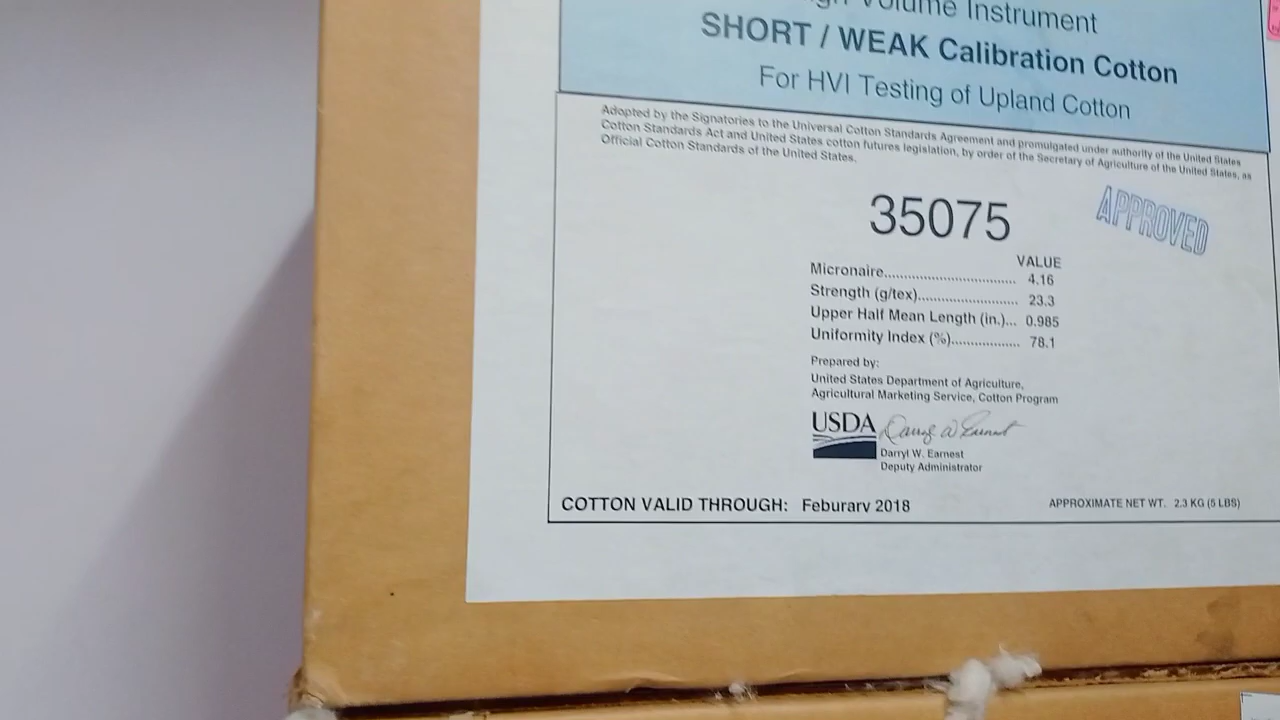 Volume Instrument
SHORT / WEAK Calibration Cotton
For HVI Testing of Upland Cotton
Adopted by the Signatories to the Universal Cotton Standards Agreement and promulgated under authority of the United States
Cotton Standards Act and United States cotton futures legislation, by order of the Secretary of Agriculture of the United States, as
Official Cotton Standards of the United States.
35075
APPROVED
VALUE
Micronaire.............................. 4.16
Strength (g/tex)....................... 23.3
Upper Half Mean Length (in.)... 0.985
Uniformity Index (%)................ 78.1
Prepared by:
United States Department of Agriculture,
Agricultural Marketing Service, Cotton Program
USDA Darryl W Earnest
Darryl W. Earnest
Deputy Administrator
COTTON VALID THROUGH: Feburary 2018 APPROXIMATE NET WT. 2.3 KG (5 LBS)